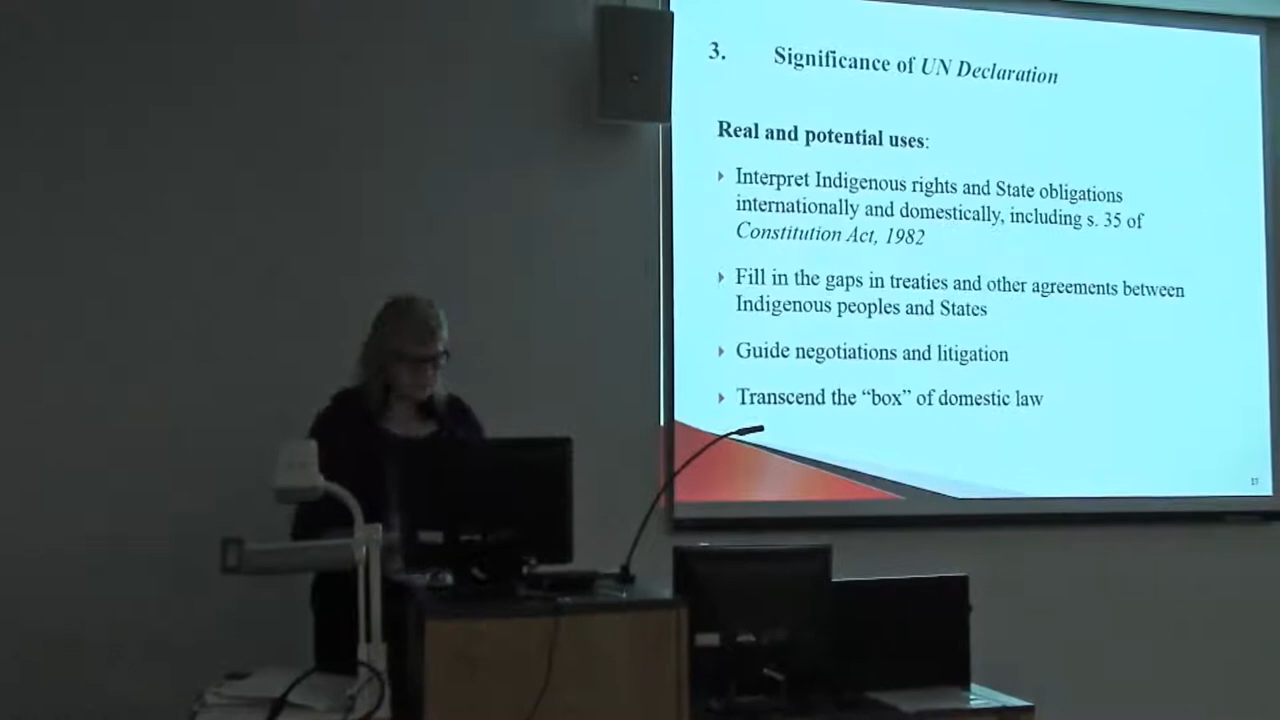 3. Significance of UN Declaration
Real and potential uses:
Interpret Indigenous rights and State obligations
internationally and domestically, including s. 35 of
Constitution Act, 1982
Fill in the gaps in treaties and other agreements between
Indigenous peoples and States
Guide negotiations and litigation
Transcend the “box” of domestic law